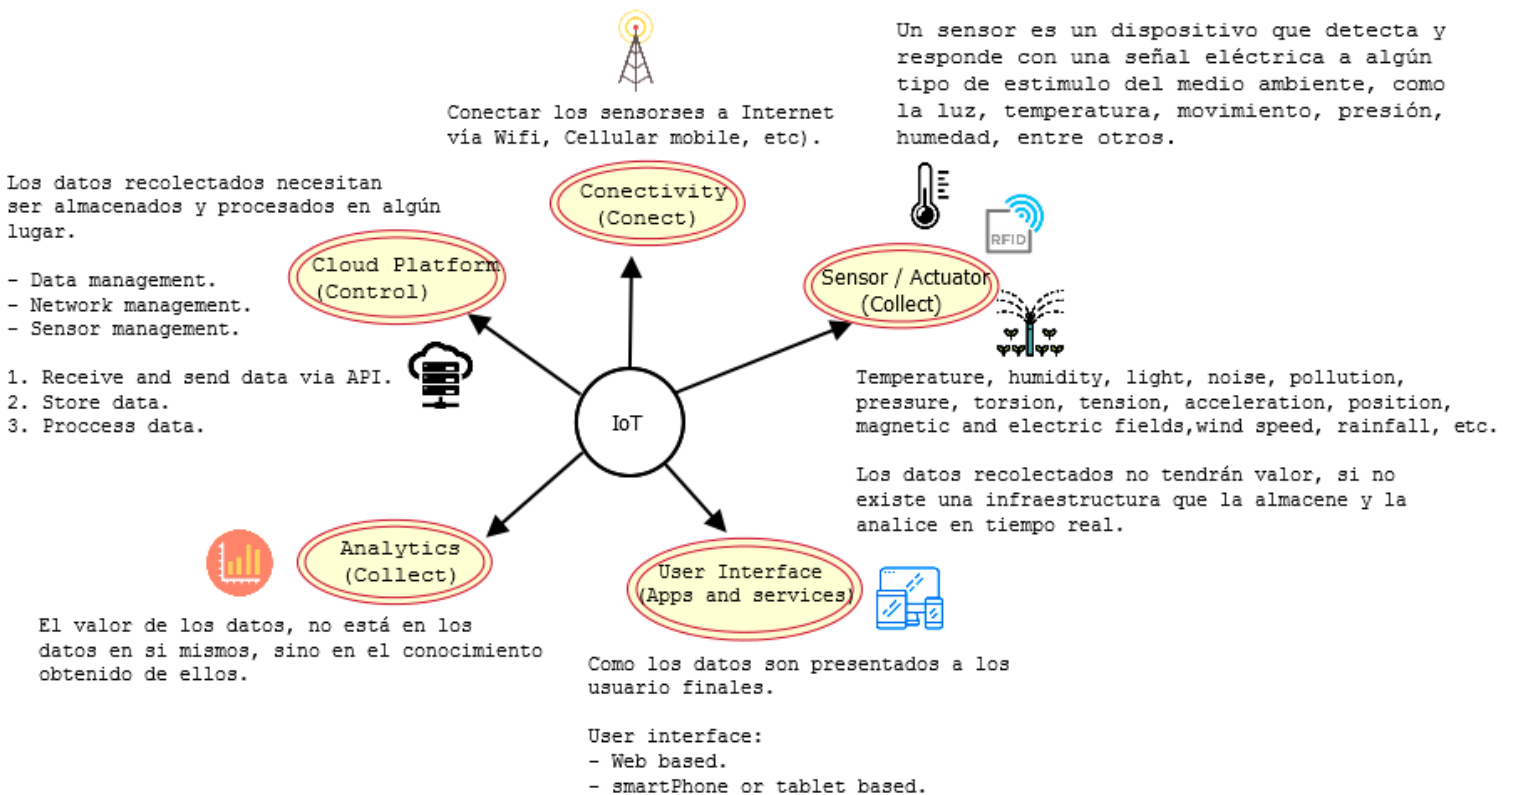 Un sensor es un dispositivo que detecta y
responde con una señal eléctrica a algún
tipo de estimulo del medio ambiente, como
la luz, temperatura, movimiento, presión,
humedad, entre otros.
Conectar los sensorses a Internet
vía Wifi, Cellular mobile, etc).
Conectivity
(Conect)
Los datos recolectados necesitan
ser almacenados y procesados en algún
lugar.
- Data management.
- Network management.
- Sensor management.
1. Receive and send data via API.
2. Store data.
3. Proccess data.
Cloud Platform
(Control)
RFID
Sensor / Actuator
(Collect)
Temperature, humidity, light, noise, pollution,
pressure, torsion, tension, acceleration, position,
magnetic and electric fields,wind speed, rainfall, etc.
Los datos recolectados no tendrán valor, si no
existe una infraestructura que la almacene y la
analice en tiempo real.
IoT
Analytics
(Collect)
El valor de los datos, no está en los
datos en si mismos, sino en el conocimiento
obtenido de ellos.
User Interface
(Apps and services)
Como los datos son presentados a los
usuario finales.
User interface:
- Web based.
- smartPhone or tablet based.